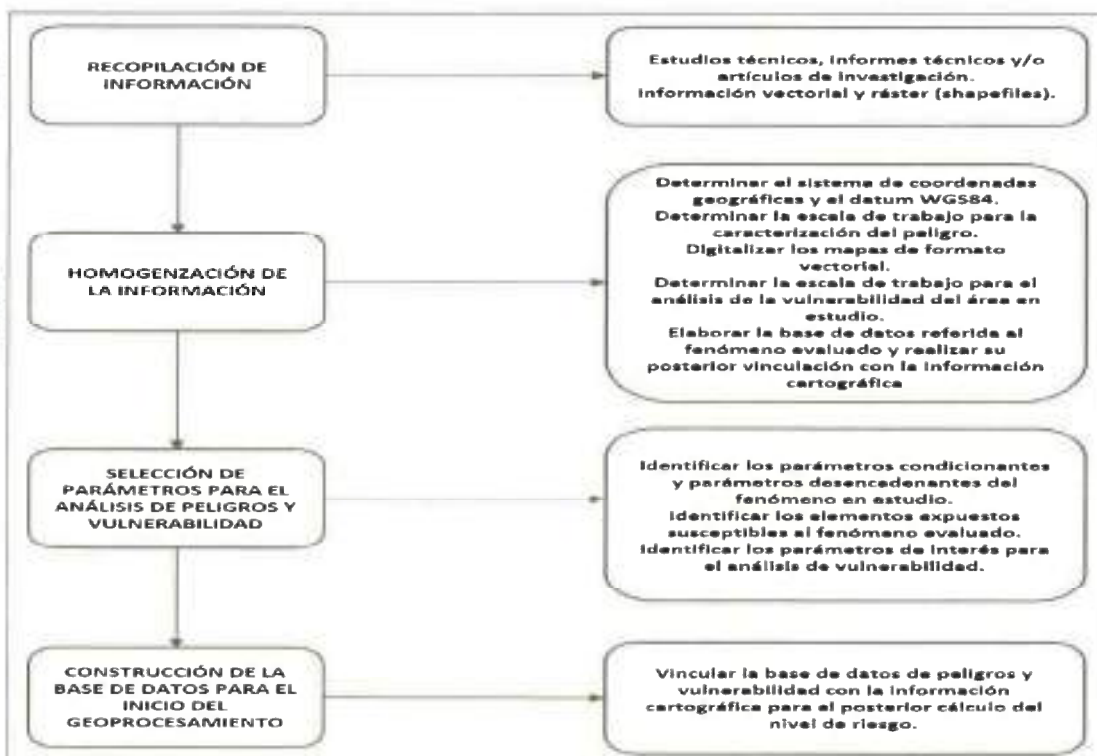 RECOPILACIÓN DE
INFORMACIÓN
Estudios técnicos, informes técnicos y/o
artículos de investigación.
Información vectorial y ráster (shapefiles).
HOMOGENZACIÓN DE
LA INFORMACIÓN
Determinar el sistema de coordenadas
geográficas y el datum WGS84.
Determinar la escala de trabajo para la
caracterización del peligro.
Digitalizar los mapas de formato
vectorial.
Determinar la escala de trabajo para el
análisis de la vulnerabilidad del área en
estudio.
Elaborar la base de datos referida al
fenómeno evaluado y realizar su
posterior vinculación con la información
cartográfica
SELECCIÓN DE
PARÁMETROS PARA EL
ANÁLISIS DE PELIGROS Y
VULNERABILIDAD
Identificar los parámetros condicionantes
y parámetros desencadenantes del
fenómeno en estudio.
Identificar los elementos expuestos
susceptibles al fenómeno evaluado.
Identificar los parámetros de interés para
el análisis de vulnerabilidad.
CONSTRUCCIÓN DE LA
BASE DE DATOS PARA EL
INICIO DEL
GEOPROCESAMIENTO
Vincular la base de datos de peligros y
vulnerabilidad con la información
cartográfica para el posterior cálculo del
nivel de riesgo.